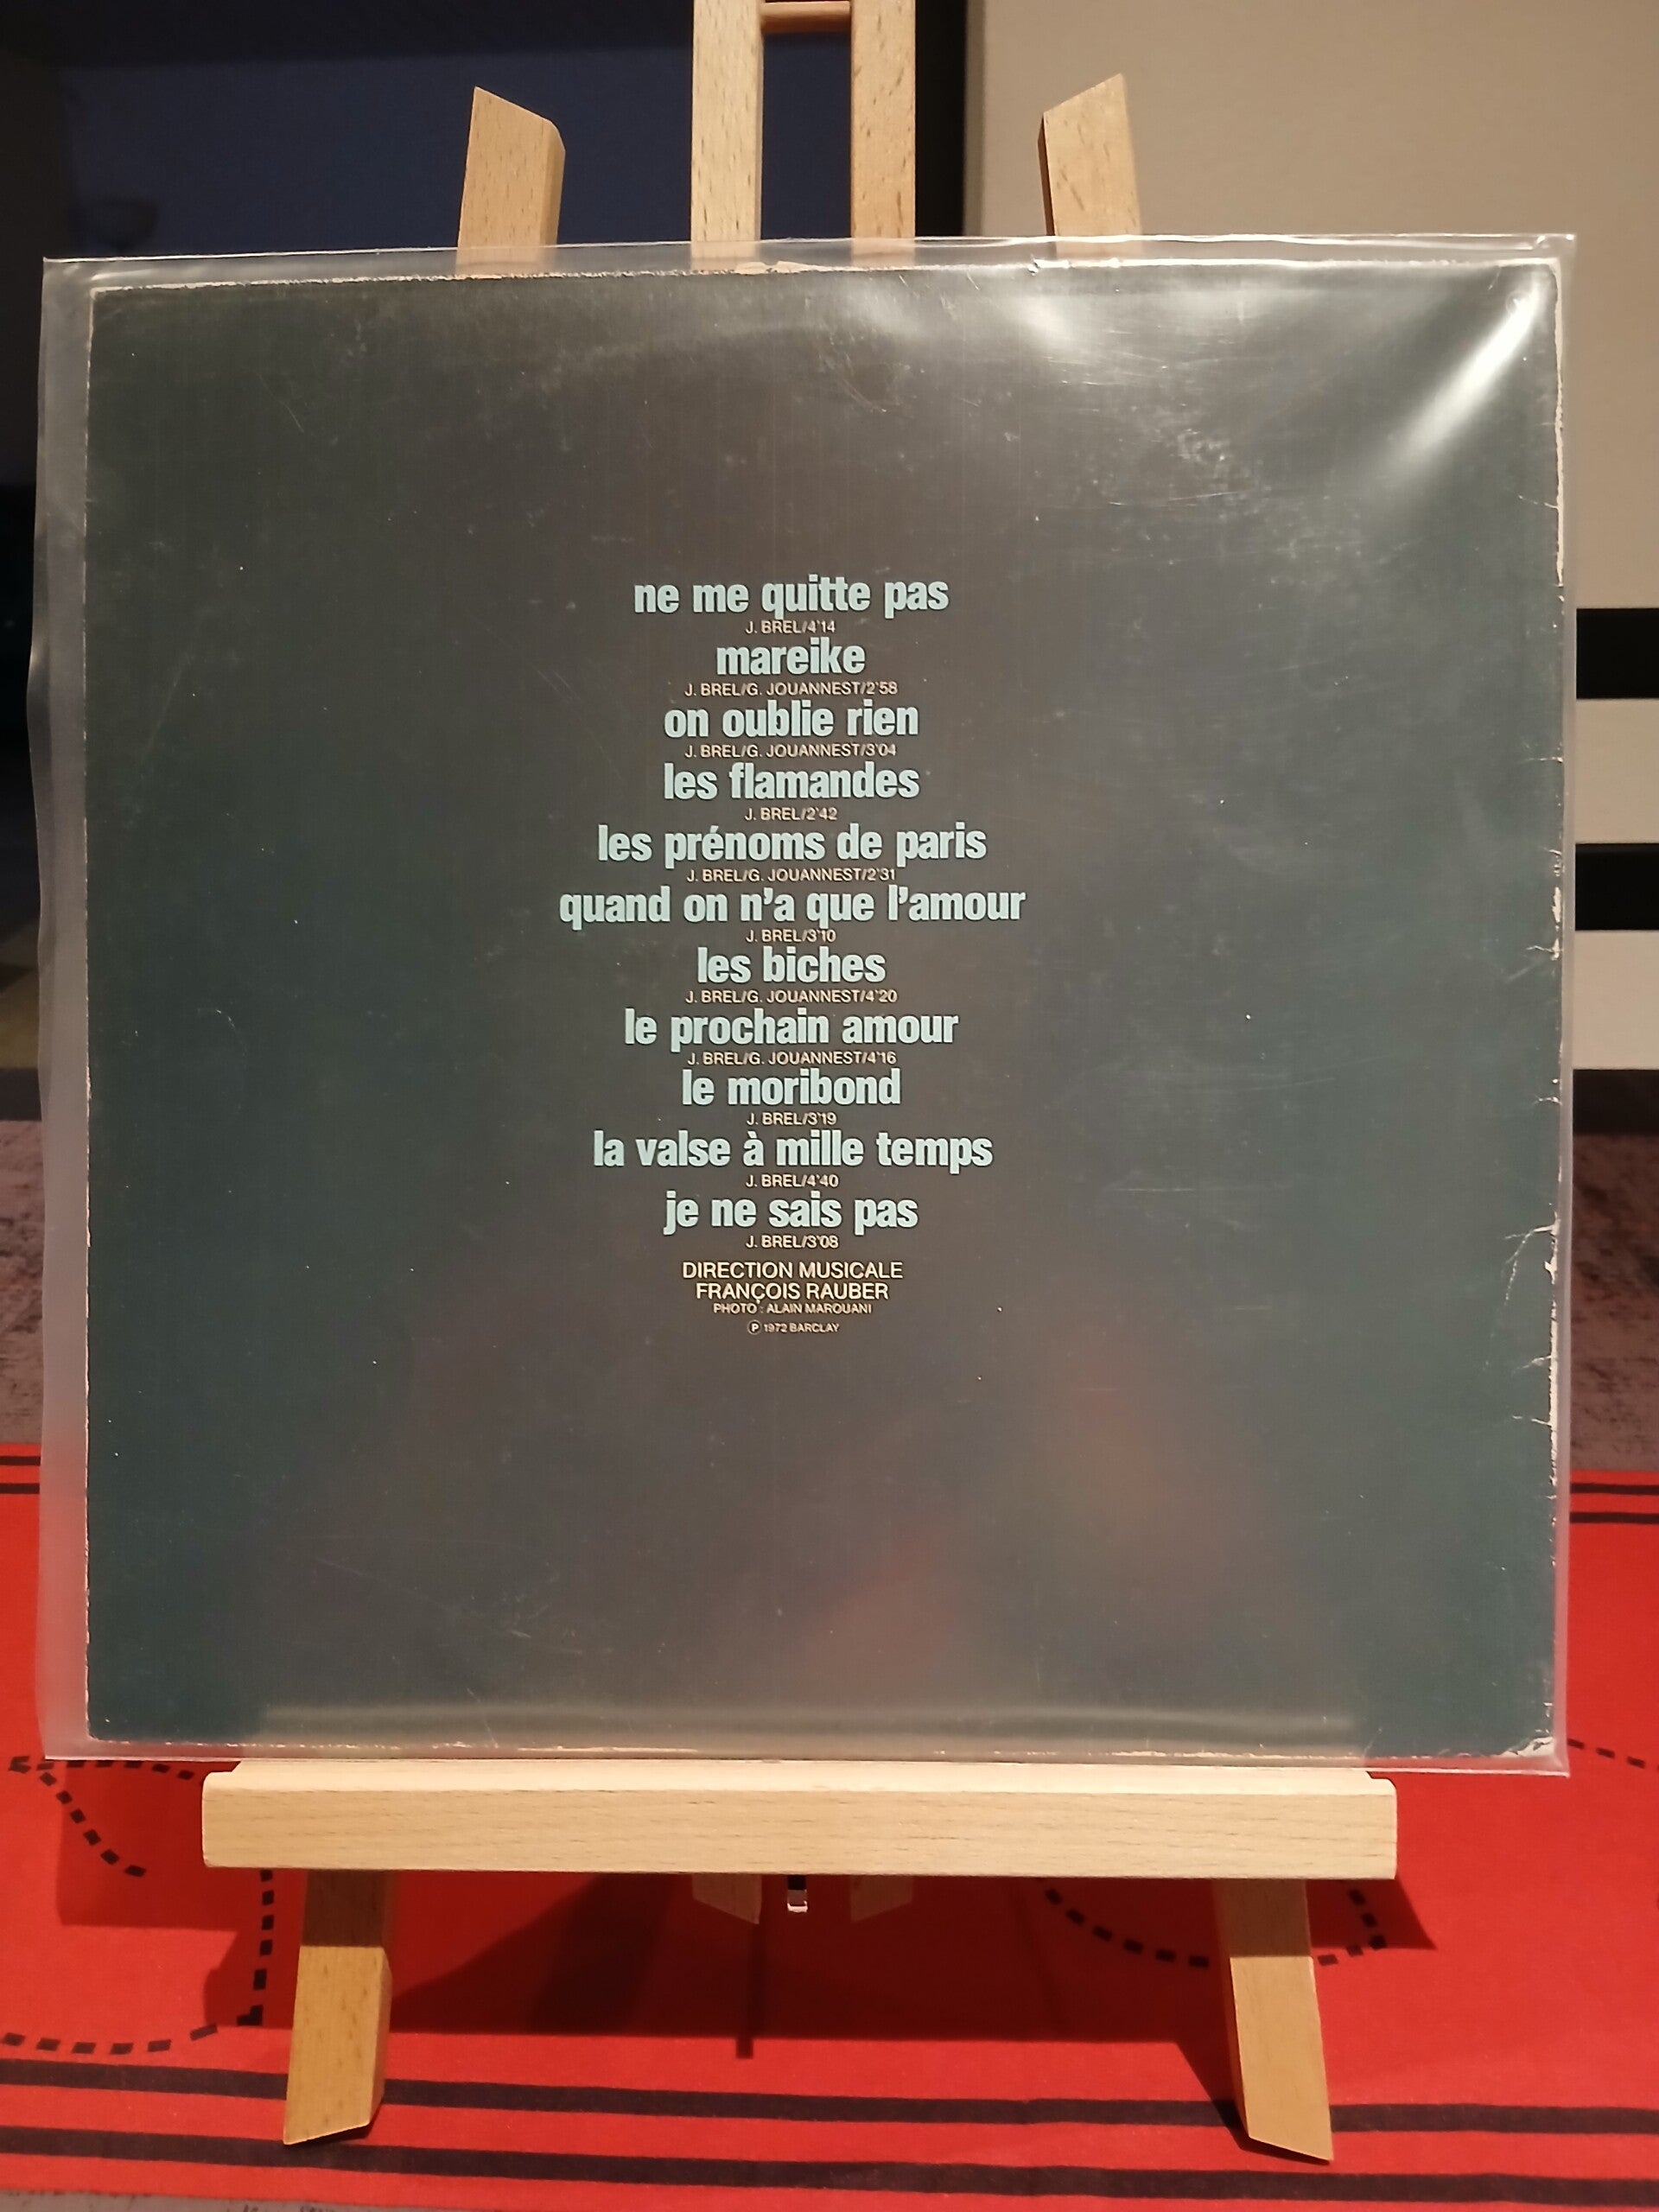 ne me quitte pas
J. BREL/4'14
mareike
J. BREL/G. JOUANNEST/2'58
on oublie rien
J. BREL/G. JOUANNEST/3'04
les flamandes
J. BREL/2'42
les prénoms de paris
J. BREL/G. JOUANNEST/2'31
quand on n'a que l'amour
J. BREL/3'10
les biches
J. BREL/G. JOUANNEST/4'20
le prochain amour
J. BREL/G. JOUANNEST/4'16
le moribond
J. BREL/3'19
la valse à mille temps
J. BREL/4'40
je ne sais pas
J. BREL/3'08
DIRECTION MUSICALE
FRANÇOIS RAUBER
PHOTO : ALAIN MAROUANI
℗ 1972 BARCLAY